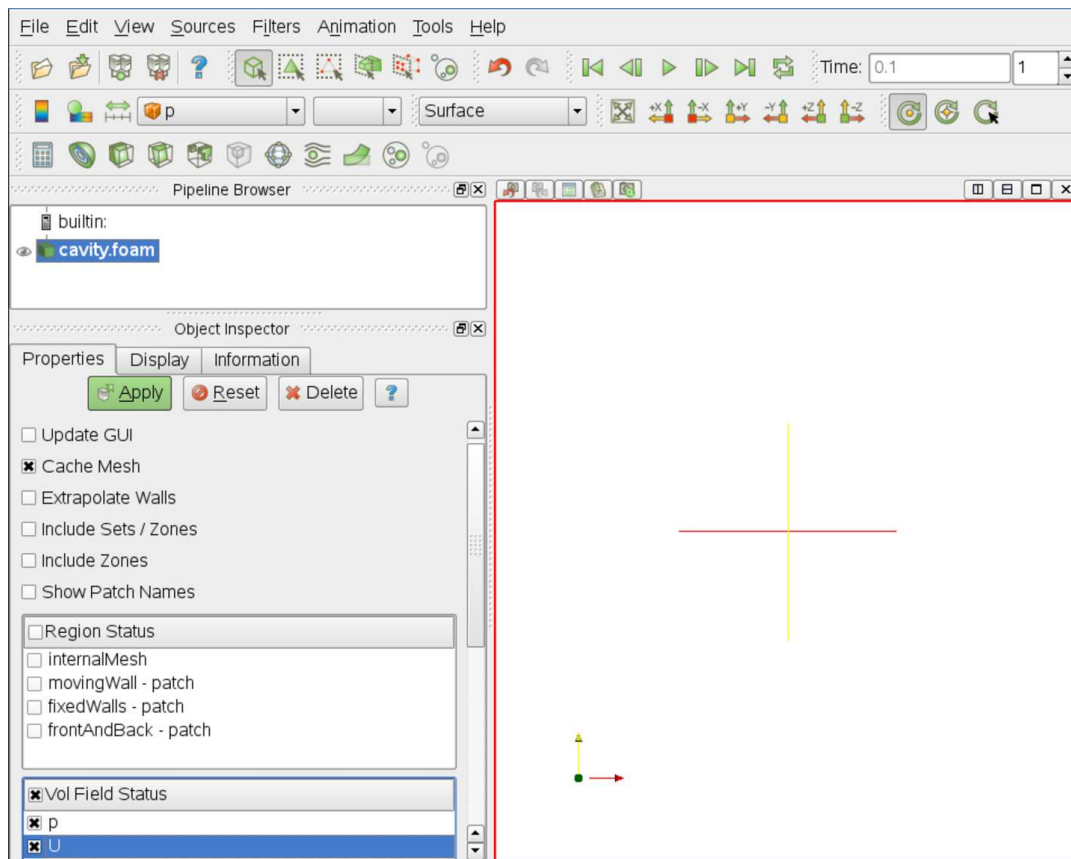 File Edit View Sources Filters Animation Tools Help
? Time: 0.1 1
p Surface +X -X +Y -Y +Z -Z
Pipeline Browser
builtin:
cavity.foam
Object Inspector
Properties Display Information
Apply Reset Delete ?
Update GUI
Cache Mesh
Extrapolate Walls
Include Sets / Zones
Include Zones
Show Patch Names
Region Status
internalMesh
movingWall - patch
fixedWalls - patch
frontAndBack - patch
Vol Field Status
p
U